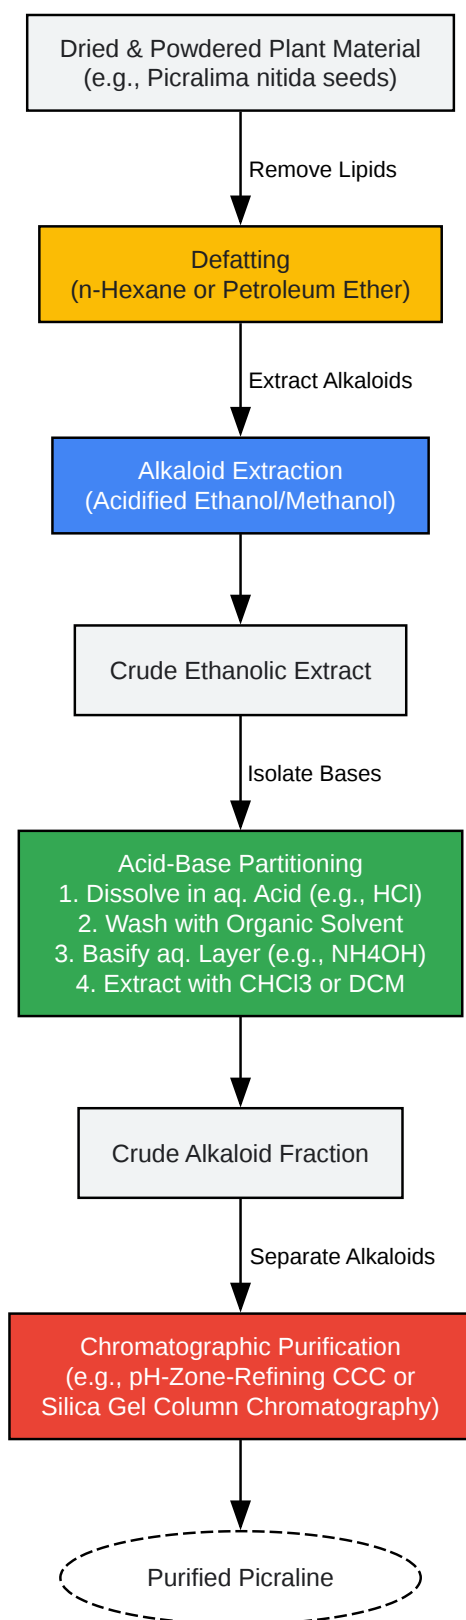 Dried & Powdered Plant Material
(e.g., Picralima nitida seeds)
Remove Lipids
Defatting
(n-Hexane or Petroleum Ether)
Extract Alkaloids
Alkaloid Extraction
(Acidified Ethanol/Methanol)
Crude Ethanolic Extract
Isolate Bases
Acid-Base Partitioning
1. Dissolve in aq. Acid (e.g., HCl)
2. Wash with Organic Solvent
3. Basify aq. Layer (e.g., NH4OH)
4. Extract with CHCl3 or DCM
Crude Alkaloid Fraction
Separate Alkaloids
Chromatographic Purification
(e.g., pH-Zone-Refining CCC or
Silica Gel Column Chromatography)
Purified Picraline